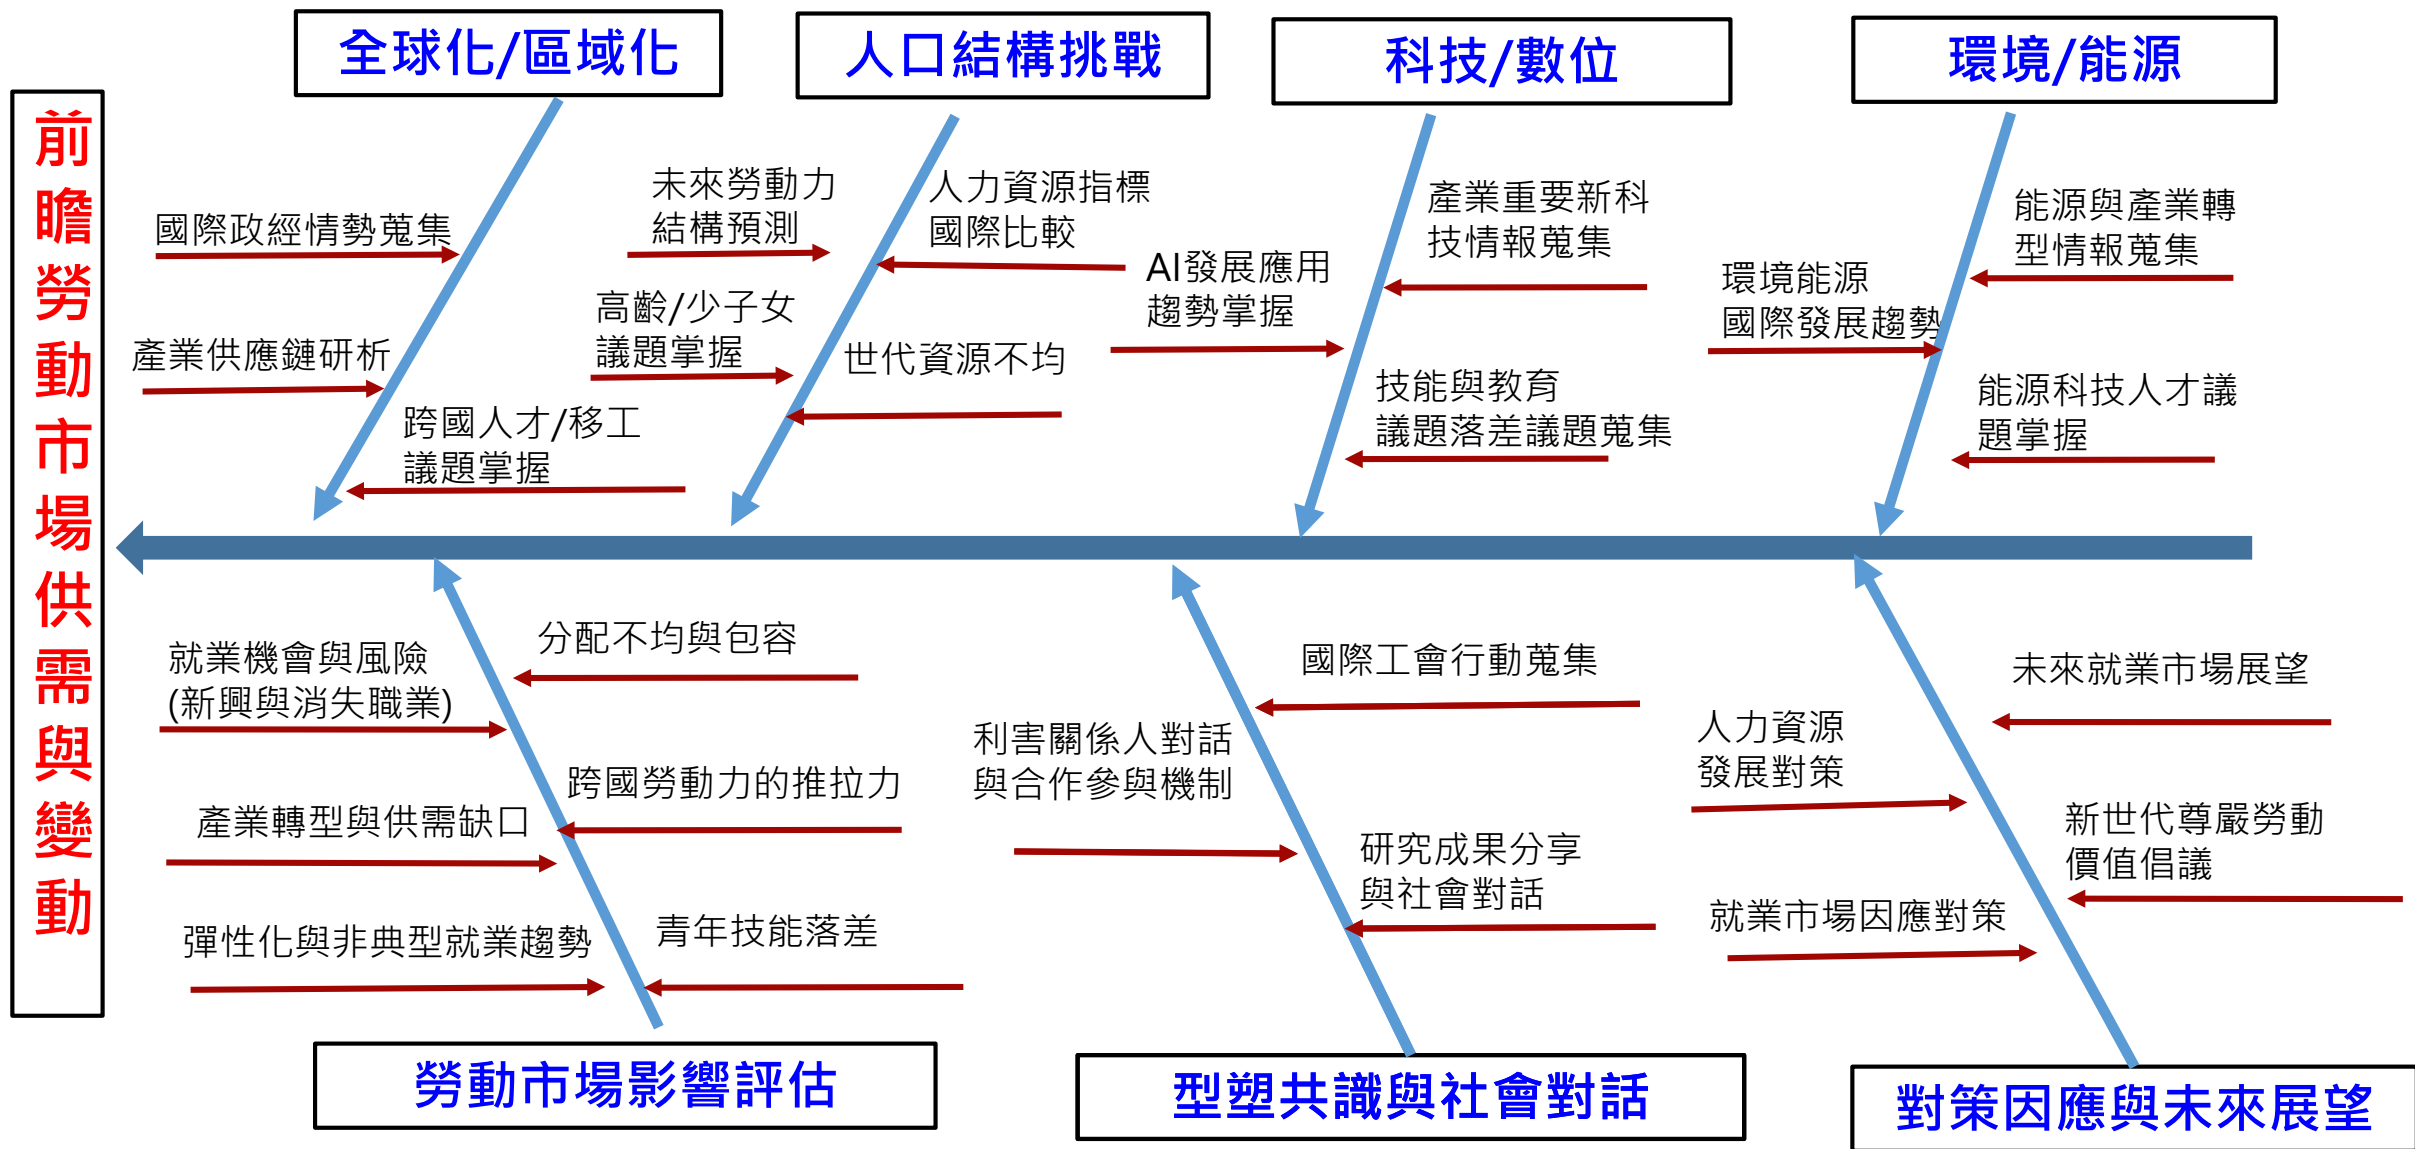 全球化/區域化
人口結構挑戰
科技/數位
環境/能源
前瞻勞動市場供需與變動
國際政經情勢蒐集
產業供應鏈研析
跨國人才/移工
議題掌握
未來勞動力
結構預測
高齡/少子女
議題掌握
人力資源指標
國際比較
世代資源不均
AI發展應用
趨勢掌握
產業重要新科
技情報蒐集
技能與教育
議題落差議題蒐集
環境能源
國際發展趨勢
能源與產業轉
型情報蒐集
能源科技人才議
題掌握
就業機會與風險
(新興與消失職業)
產業轉型與供需缺口
彈性化與非典型就業趨勢
分配不均與包容
跨國勞動力的推拉力
青年技能落差
利害關係人對話
與合作參與機制
國際工會行動蒐集
研究成果分享
與社會對話
人力資源
發展對策
就業市場因應對策
未來就業市場展望
新世代尊嚴勞動
價值倡議
勞動市場影響評估
型塑共識與社會對話
對策因應與未來展望